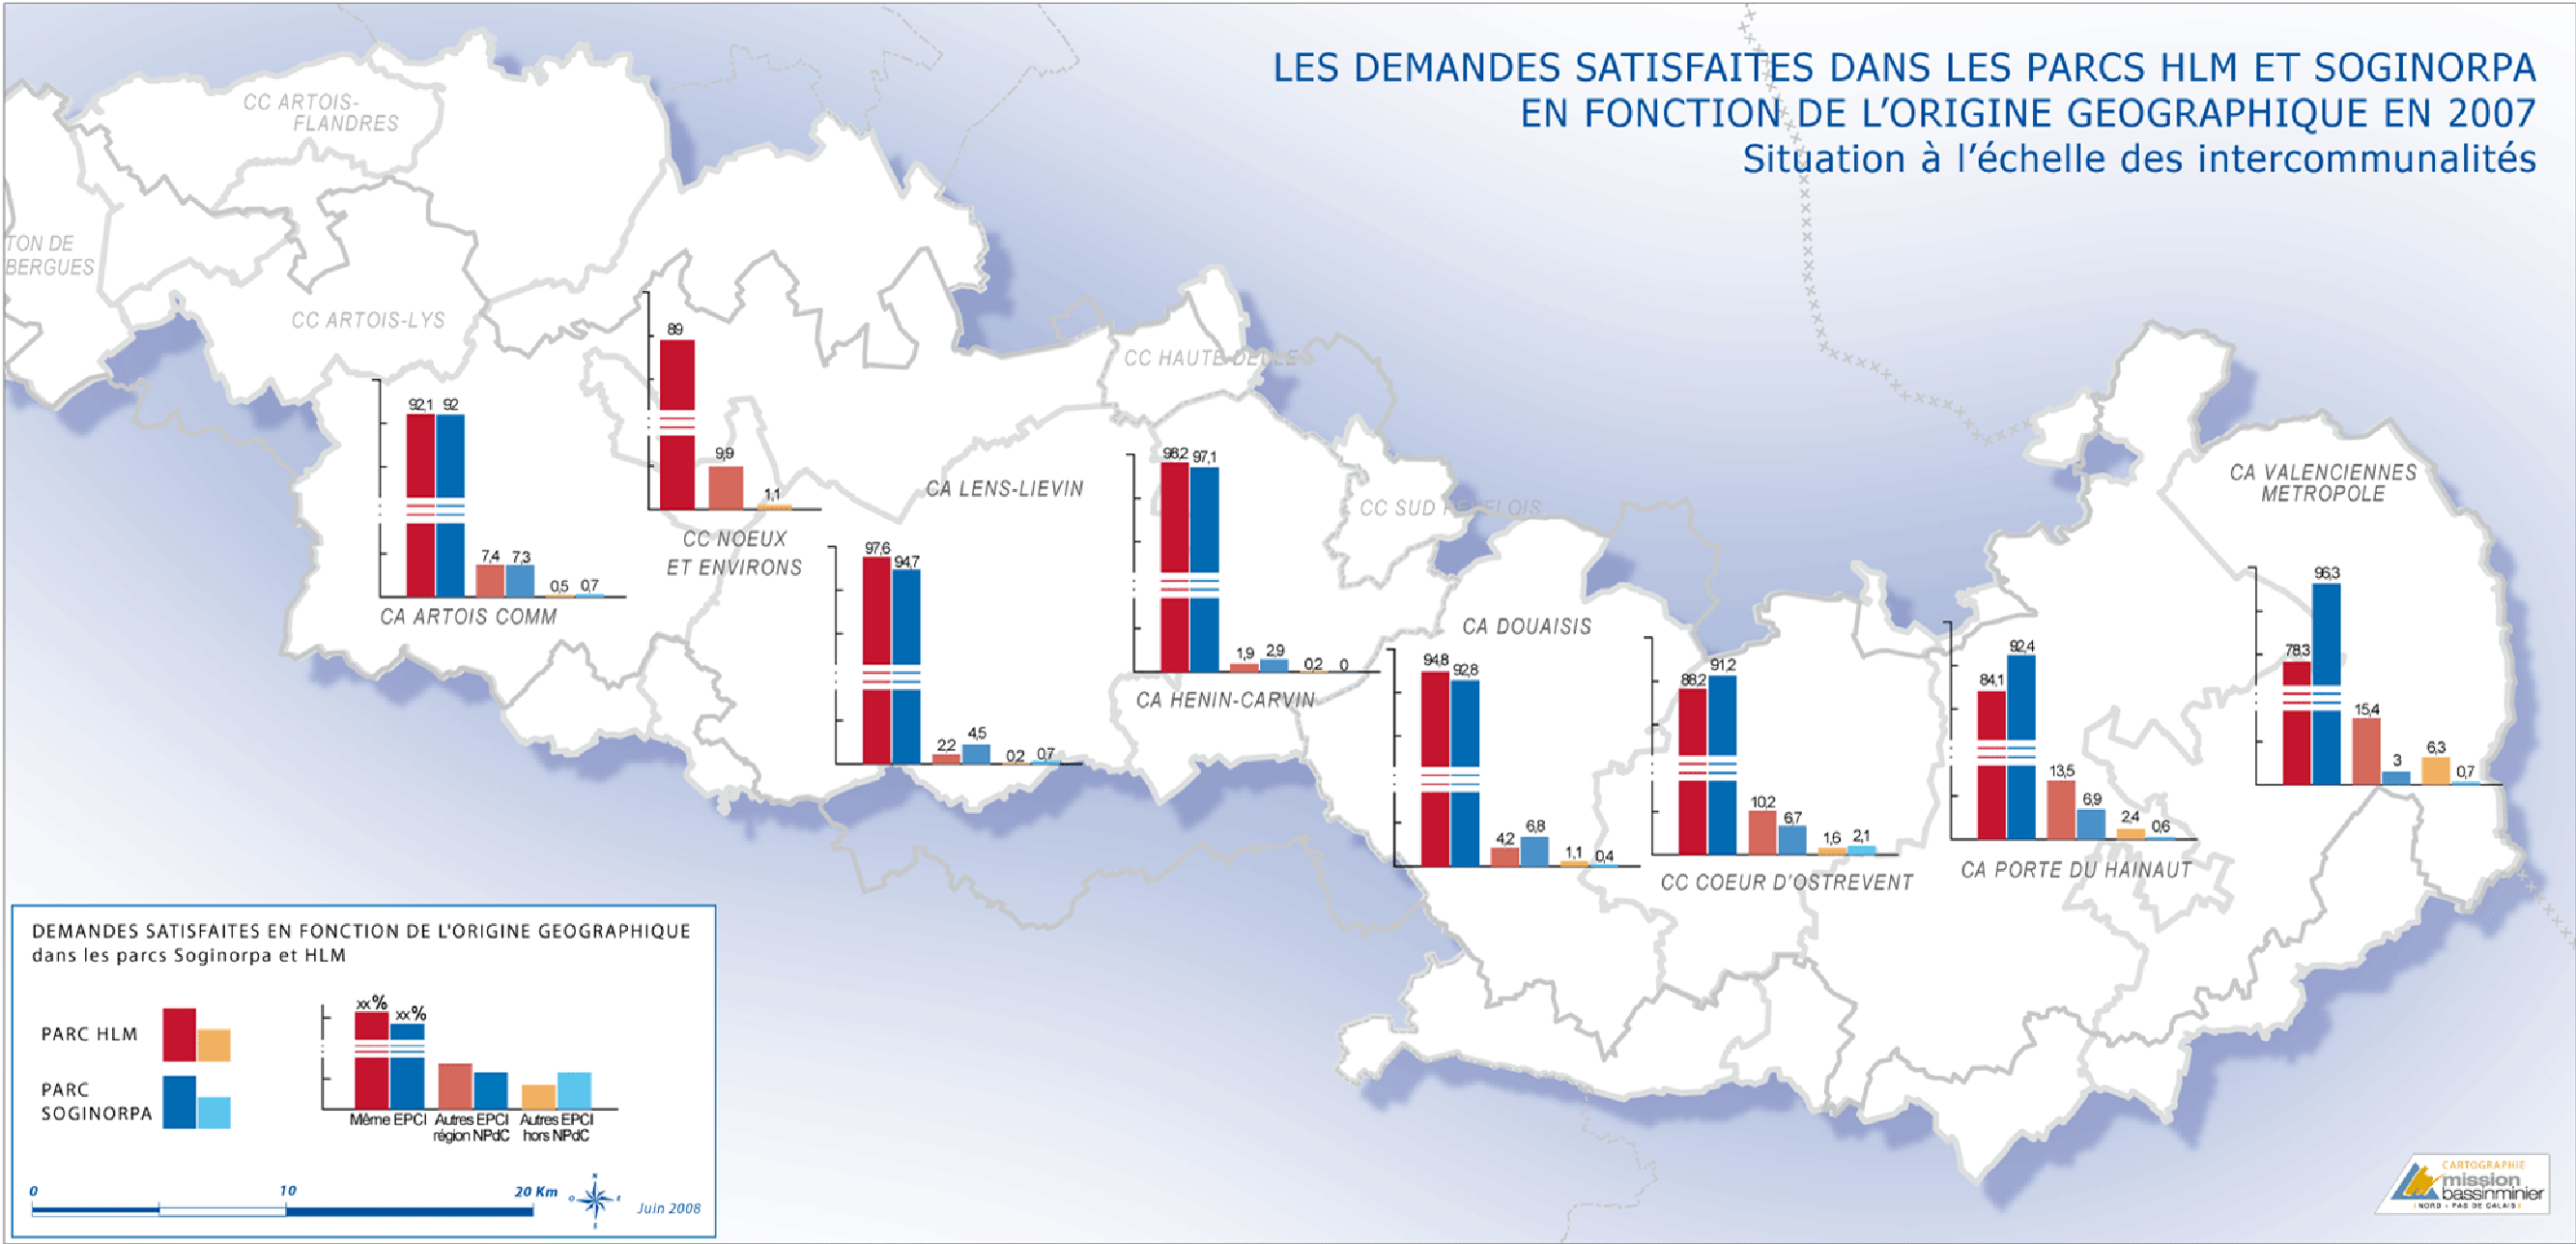 LES DEMANDES SATISFAITES DANS LES PARCS HLM ET SOGINORPA
EN FONCTION DE L'ORIGINE GEOGRAPHIQUE EN 2007
Situation à l'échelle des intercommunalités
CC ARTOIS-
FLANDRES
TON DE
BERGUES
CC ARTOIS-LYS
92,1 92
7,4 7,3
0,5 0,7
CA ARTOIS COMM
89
9,9
1,1
CC NOEUX
ET ENVIRONS
CA LENS-LIEVIN
97,6
94,7
2,2
4,5
0,2 0,7
CC HAUTE DEULE
98,2 97,1
1,9 2,9
0,2 0
CA HENIN-CARVIN
CC SUD PEVELOIS
CA DOUAISIS
94,8
92,8
4,2
6,8
1,1 0,4
88,2
91,2
10,2
6,7
1,6 2,1
CC COEUR D'OSTREVENT
84,1
92,4
13,5
6,9
2,4
0,6
CA PORTE DU HAINAUT
CA VALENCIENNES
METROPOLE
78,3
96,3
15,4
3
6,3
0,7
DEMANDES SATISFAITES EN FONCTION DE L'ORIGINE GEOGRAPHIQUE
dans les parcs Soginorpa et HLM
PARC HLM
PARC
SOGINORPA
xx%
xx%
Même EPCI
Autres EPCI
région NPdC
Autres EPCI
hors NPdC
0 10 20 Km
N
O E
S
Juin 2008
CARTOGRAPHIE
mission
bassinminier
NORD - PAS DE CALAIS